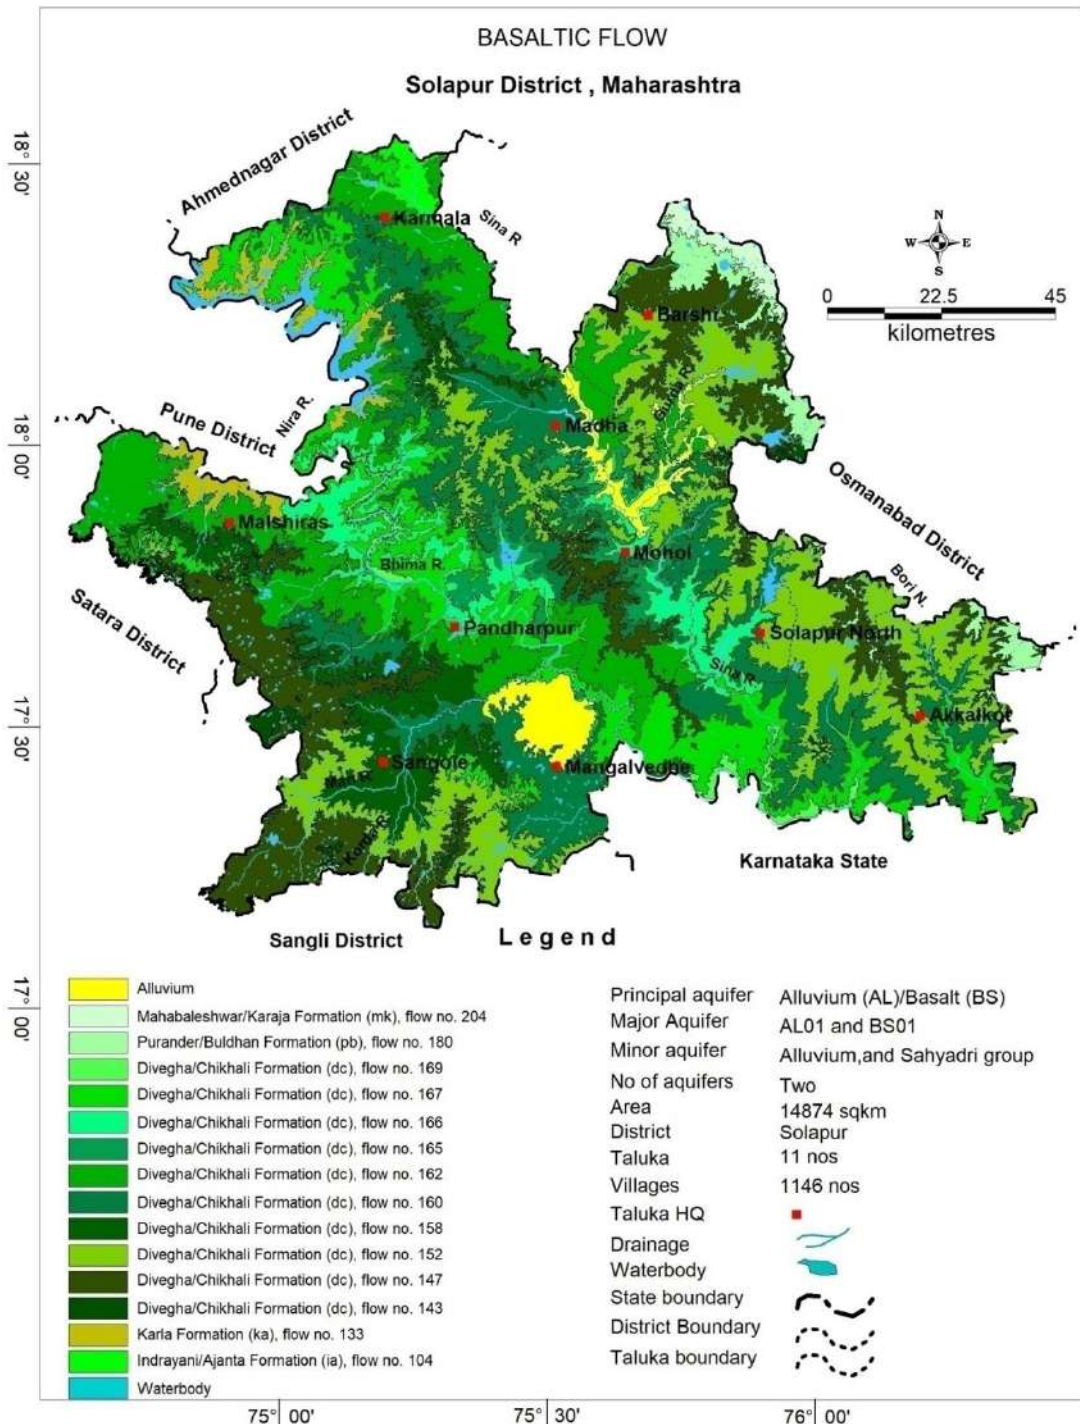 BASALTIC FLOW
Solapur District , Maharashtra
Ahmednagar District
18°
30'
Karmala
Sina R
N
W
E
S
0
22.5
45
kilometres
Barshi
Pune District
Nira R.
Madha
18°
00'
Malshiras
Osmanabad District
Mohol
Bhima R.
Bori N.
Satara District
Pandharpur
Solapur North
Sina R
Akkalkot
17°
30'
Sangole
Mangalvedhe
Man R.
Korda R.
Karnataka State
Sangli District
Legend
17°
00'
Alluvium
Mahabaleshwar/Karaja Formation (mk), flow no. 204
Purander/Buldhan Formation (pb), flow no. 180
Divegha/Chikhali Formation (dc), flow no. 169
Divegha/Chikhali Formation (dc), flow no. 167
Divegha/Chikhali Formation (dc), flow no. 166
Divegha/Chikhali Formation (dc), flow no. 165
Divegha/Chikhali Formation (dc), flow no. 162
Divegha/Chikhali Formation (dc), flow no. 160
Divegha/Chikhali Formation (dc), flow no. 158
Divegha/Chikhali Formation (dc), flow no. 152
Divegha/Chikhali Formation (dc), flow no. 147
Divegha/Chikhali Formation (dc), flow no. 143
Karla Formation (ka), flow no. 133
Indrayani/Ajanta Formation (ia), flow no. 104
Waterbody
Principal aquifer Alluvium (AL)/Basalt (BS)
Major Aquifer AL01 and BS01
Minor aquifer Alluvium,and Sahyadri group
No of aquifers Two
Area 14874 sqkm
District Solapur
Taluka 11 nos
Villages 1146 nos
Taluka HQ
Drainage
Waterbody
State boundary
District Boundary
Taluka boundary
75° 00'
75° 30'
76° 00'